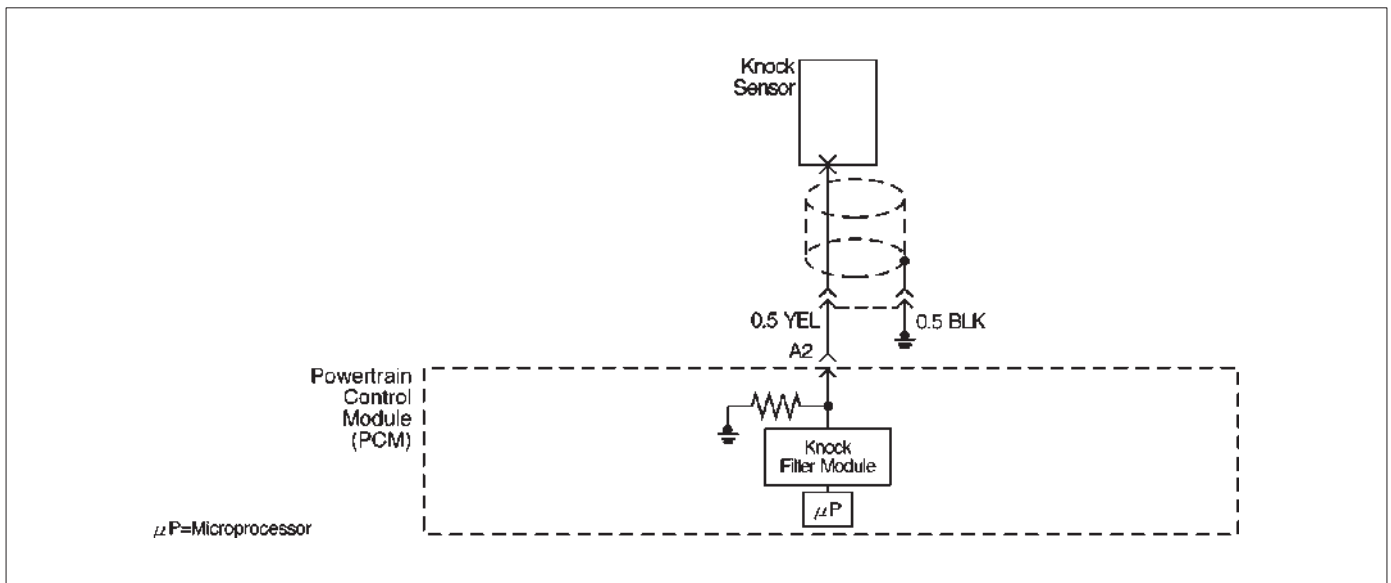 Knock
Sensor
0.5 YEL
0.5 BLK
A2
Powertrain
Control
Module
(PCM)
Knock
Filter Module
μP
μP=Microprocessor